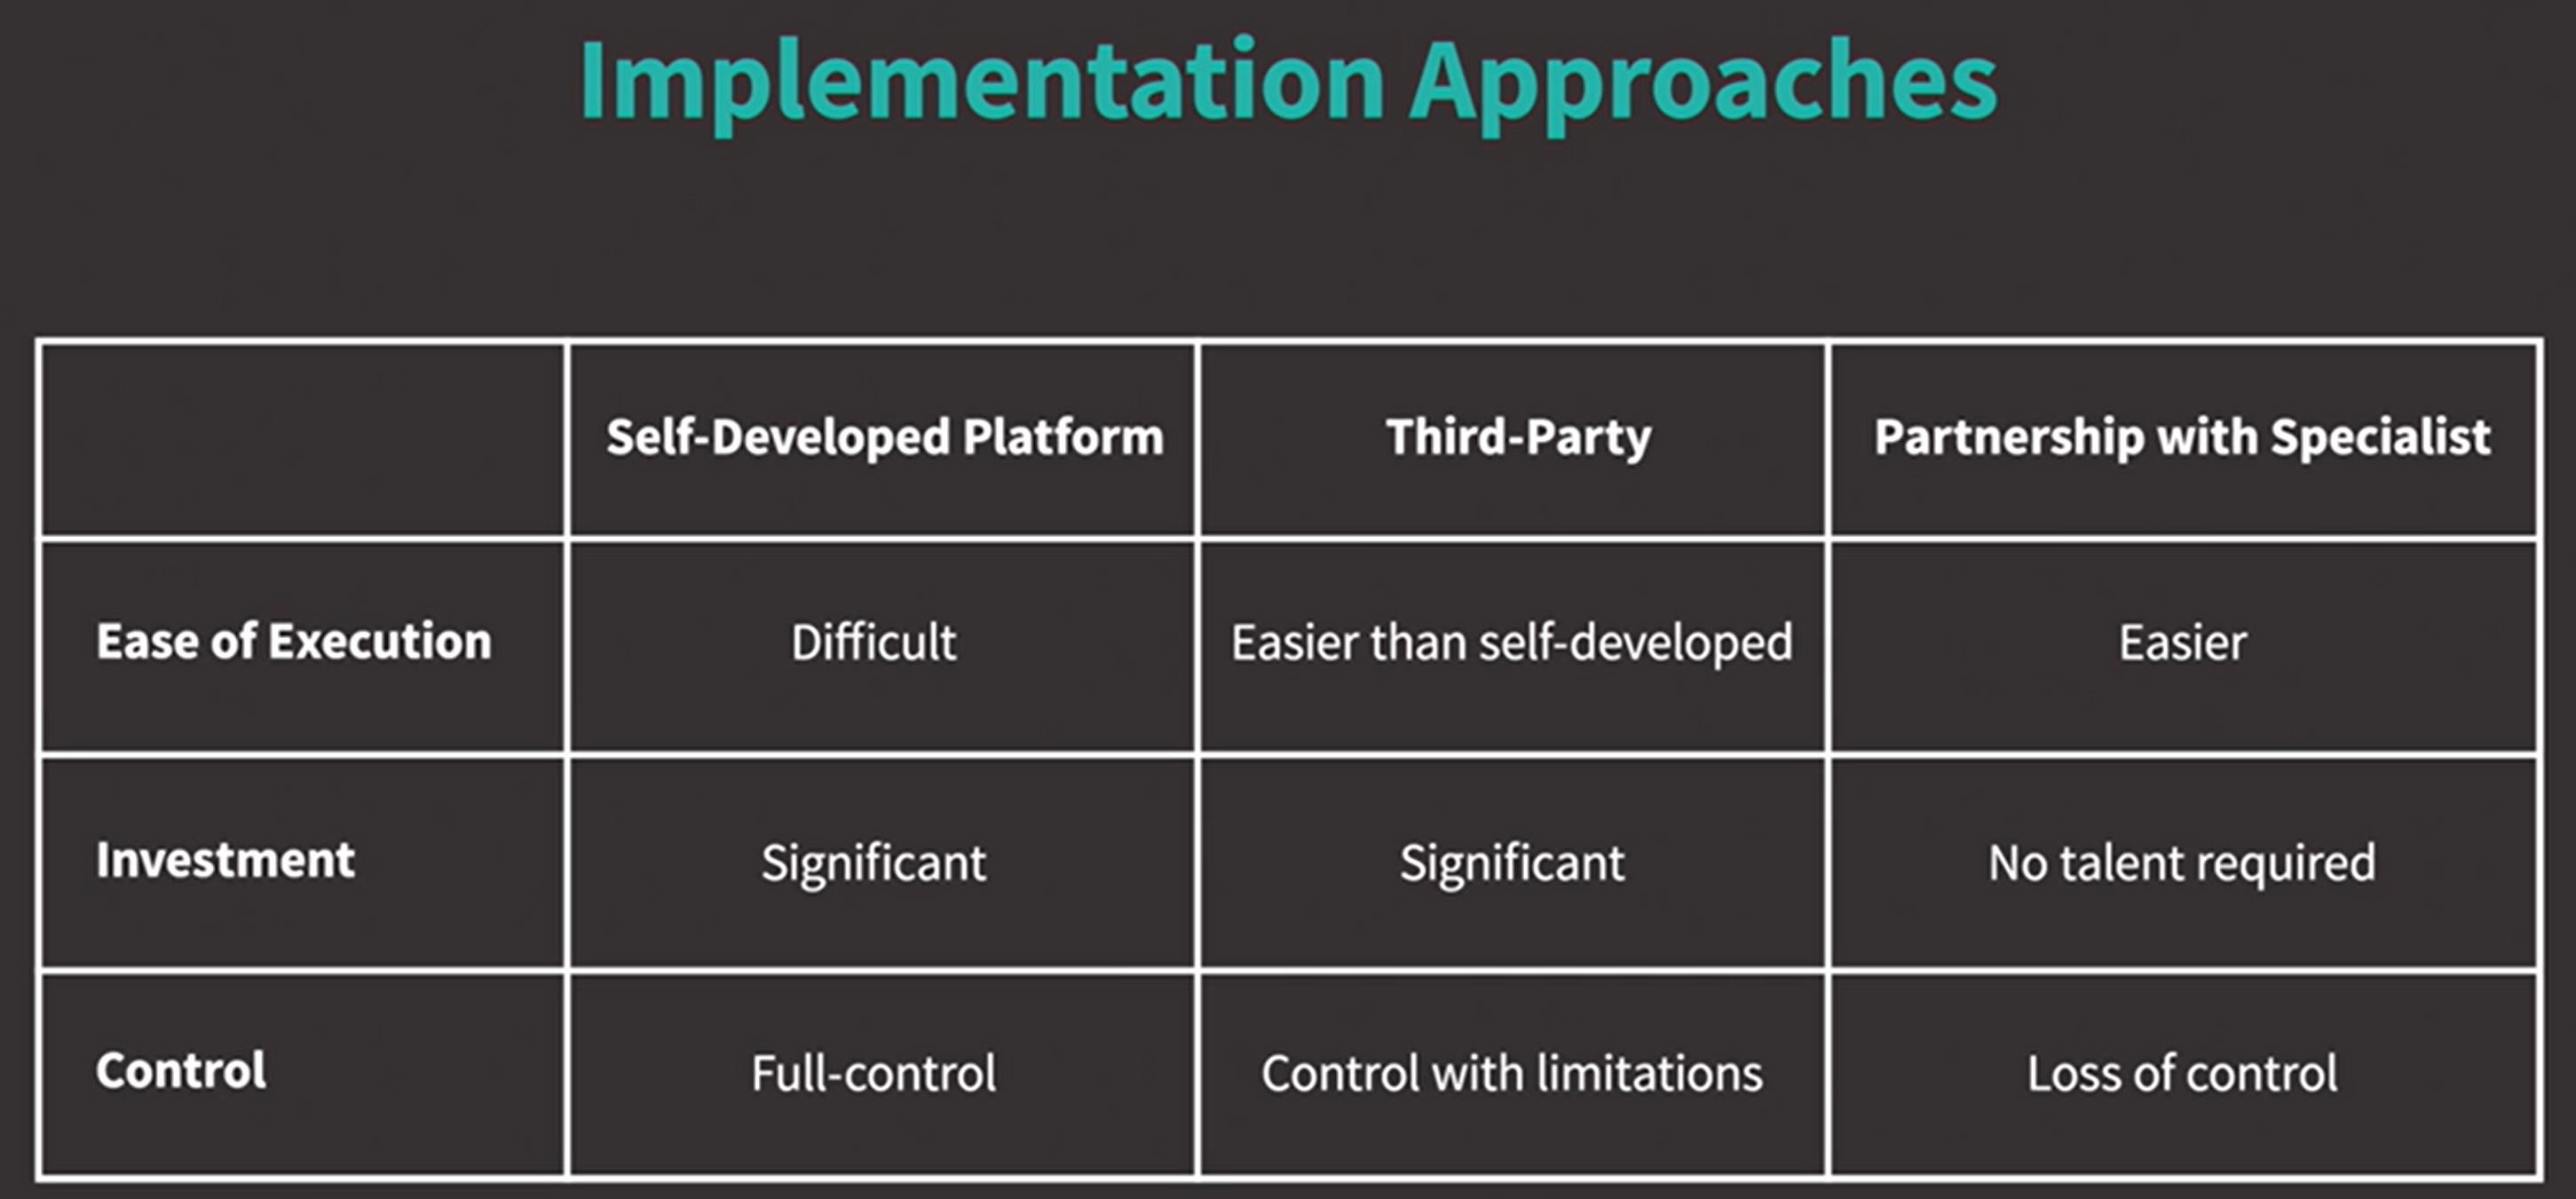 Implementation Approaches
Self-Developed Platform Third-Party Partnership with Specialist
Ease of Execution Difficult Easier than self-developed Easier
Investment Significant Significant No talent required
Control Full-control Control with limitations Loss of control